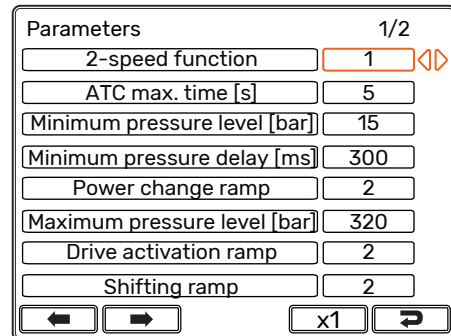 Parameters 1/2
2-speed function 1
ATC max. time [s] 5
Minimum pressure level [bar] 15
Minimum pressure delay [ms] 300
Power change ramp 2
Maximum pressure level [bar] 320
Drive activation ramp 2
Shifting ramp 2
x1